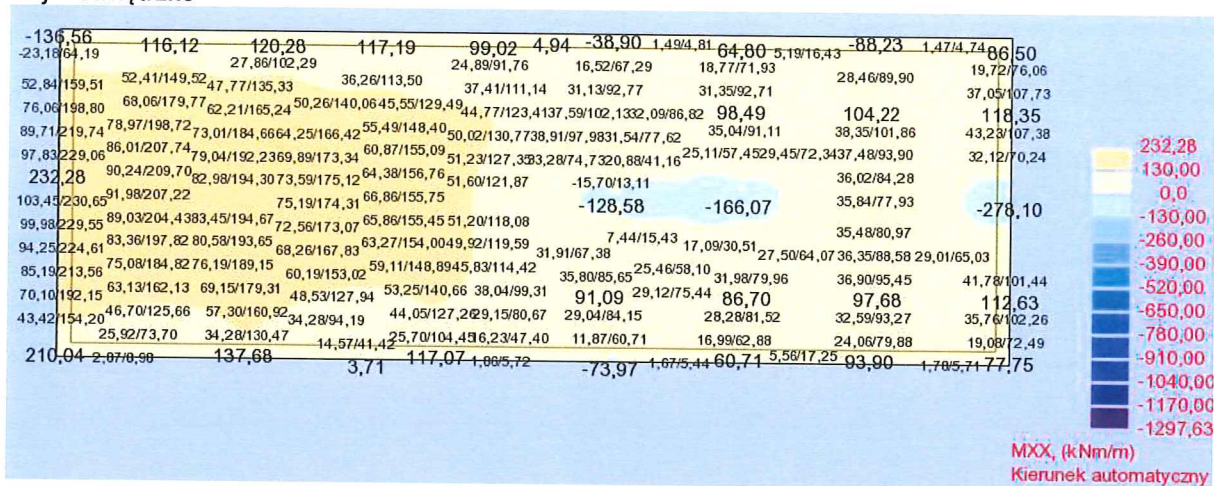 -136,56 116,12 120,28 117,19 99,02 4,94 -38,90 1,49/4,81 64,80 5,19/16,43 -88,23 1,47/4,74 86,50
-23,18/64,19 27,86/102,29 24,89/91,76 16,52/67,29 18,77/71,93 28,46/89,90 19,72/76,06
52,84/159,51 52,41/149,52 47,77/135,33 36,26/113,50 37,41/111,14 31,13/92,77 31,35/92,71 37,05/107,73
76,06/198,80 68,06/179,77 62,21/165,24 50,26/140,06 45,55/129,49 44,77/123,41 37,59/102,13 32,09/86,82 98,49 104,22 118,35
89,71/219,74 78,97/198,72 73,01/184,66 64,25/166,42 55,49/148,40 50,02/130,77 38,91/97,98 31,54/77,62 35,04/91,11 38,35/101,86 43,23/107,38
97,83/229,06 86,01/207,74 79,04/192,23 69,89/173,34 60,87/155,09 51,23/127,35 33,28/74,73 20,88/41,16 25,11/57,45 29,45/72,34 37,48/93,90 32,12/70,24
232,28 90,24/209,70 82,98/194,30 73,59/175,12 64,38/156,76 51,60/121,87 -15,70/13,11 36,02/84,28
103,45/230,65 91,98/207,22 75,19/174,31 66,86/155,75 -128,58 -166,07 35,84/77,93 -278,10
99,98/229,55 89,03/204,43 83,45/194,67 72,56/173,07 65,86/155,45 51,20/118,08 7,44/15,43 35,48/80,97
94,25/224,61 83,36/197,82 80,58/193,65 68,26/167,83 63,27/154,00 49,92/119,59 31,91/67,38 17,09/30,51 27,50/64,07 36,35/88,58 29,01/65,03
85,19/213,56 75,08/184,82 76,19/189,15 60,19/153,02 59,11/148,89 45,83/114,42 35,80/85,65 25,46/58,10 31,98/79,96 36,90/95,45 41,78/101,44
70,10/192,15 63,13/162,13 69,15/179,31 48,53/127,94 53,25/140,66 38,04/99,31 91,09 29,12/75,44 86,70 97,68 112,63
43,42/154,20 46,70/125,66 57,30/160,92 34,28/94,19 44,05/127,26 29,15/80,67 29,04/84,15 28,28/81,52 32,59/93,27 35,76/102,26
25,92/73,70 34,28/130,47 14,57/41,42 25,70/104,45 16,23/47,40 11,87/60,71 16,99/62,88 24,06/79,88 19,08/72,49
210,04 2,87/8,98 137,68 3,71 117,07 1,86/5,72 -73,97 1,67/5,44 60,71 5,56/17,25 93,90 1,78/5,71 77,75
232,28
130,00
0,0
-130,00
-260,00
-390,00
-520,00
-650,00
-780,00
-910,00
-1040,00
-1170,00
-1297,63
MXX, (kNm/m)
Kierunek automatyczny